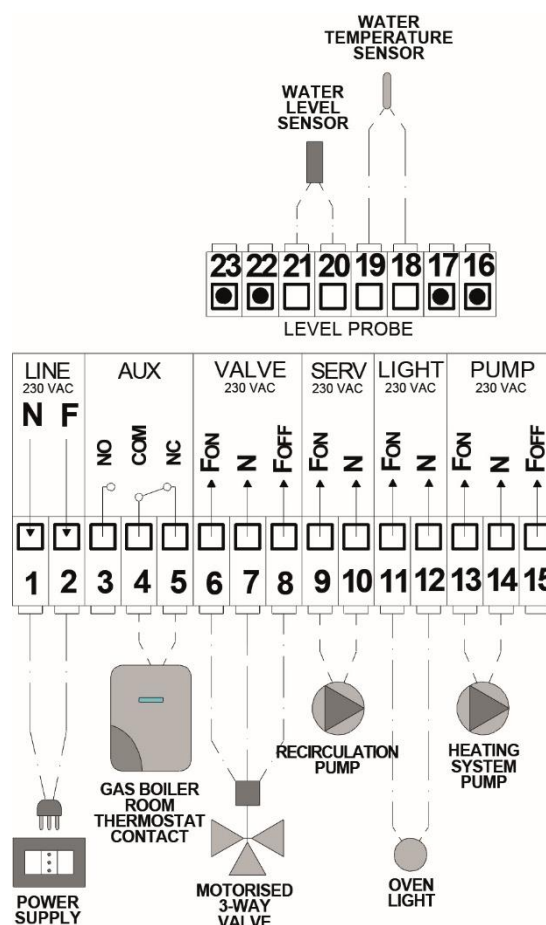 WATER
TEMPERATURE
SENSOR
WATER
LEVEL
SENSOR
23 22 21 20 19 18 17 16
LEVEL PROBE
LINE AUX VALVE SERV LIGHT PUMP
230 VAC 230 VAC 230 VAC 230 VAC 230 VAC
N F NO COM NC FON N FOFF FON N FON N FON N FOFF
1 2 3 4 5 6 7 8 9 10 11 12 13 14 15
GAS BOILER
ROOM
THERMOSTAT
CONTACT
RECIRCULATION
PUMP
HEATING
SYSTEM
PUMP
POWER
SUPPLY
MOTORISED
3-WAY
VALVE
OVEN
LIGHT